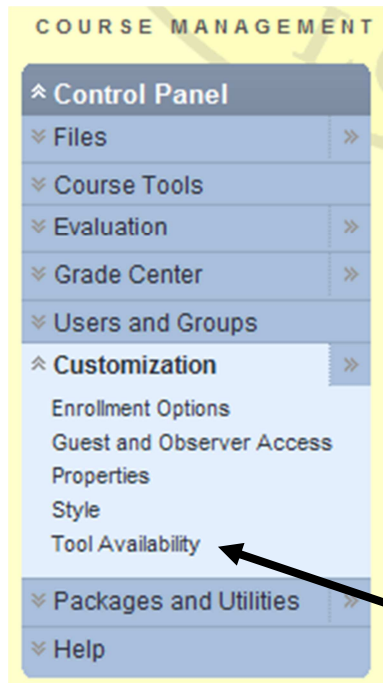 COURSE MANAGEMENT
Control Panel
Files
Course Tools
Evaluation
Grade Center
Users and Groups
Customization
Enrollment Options
Guest and Observer Access
Properties
Style
Tool Availability
Packages and Utilities
Help